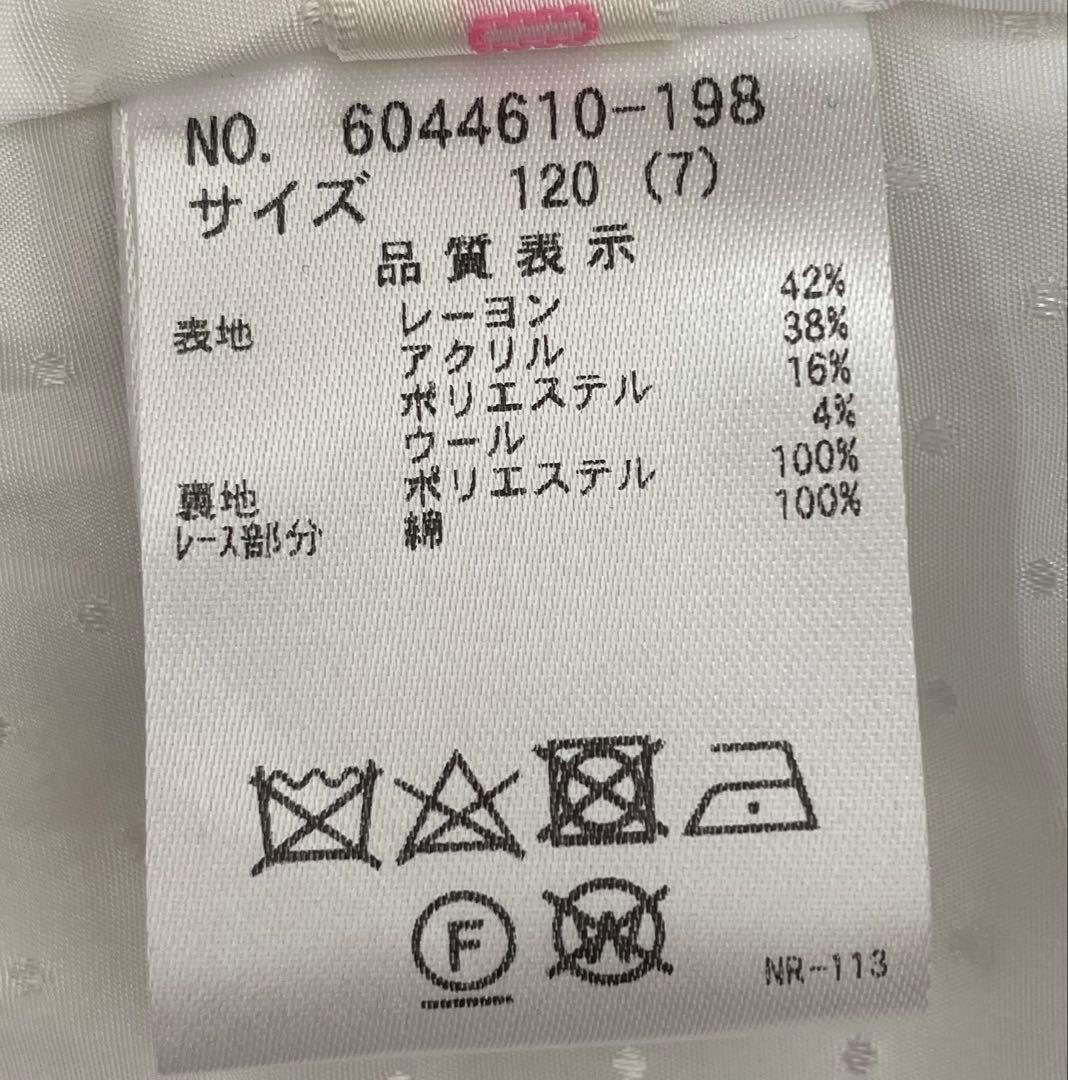 NO. 6044610-198
サイズ 120 (7)
品質表示
表地 レーヨン 42%
アクリル 38%
ポリエステル 16%
ウール 4%
裏地 ポリエステル 100%
レース部分 綿 100%
F W
NR-113